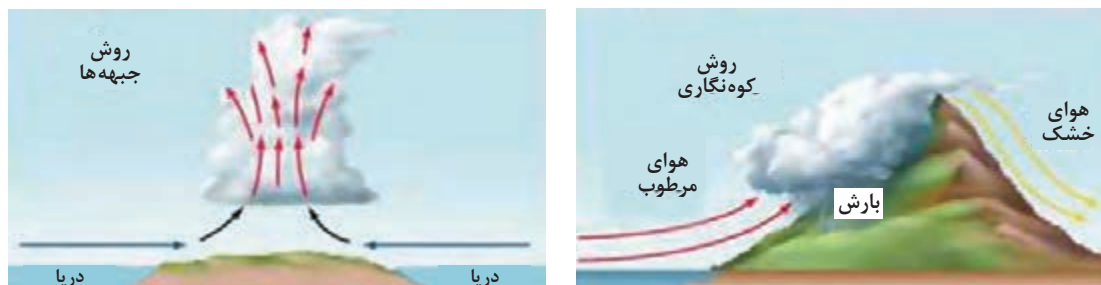 روش
جبهه‌ها
دریا
دریا
روش
کوه‌نگاری
هوای
خشک
هوای
مرطوب
بارش